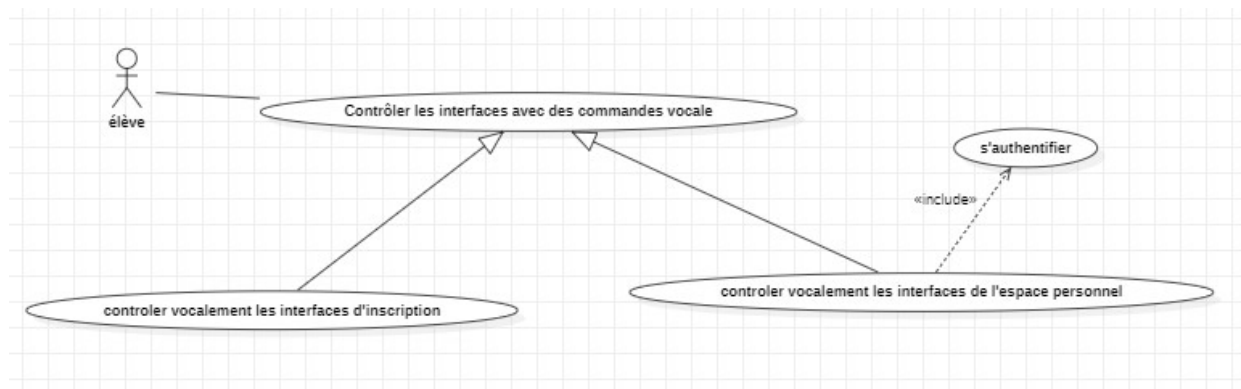 élève
Contrôler les interfaces avec des commandes vocale
s'authentifier
«include»
controler vocalement les interfaces d'inscription
controler vocalement les interfaces de l'espace personnel